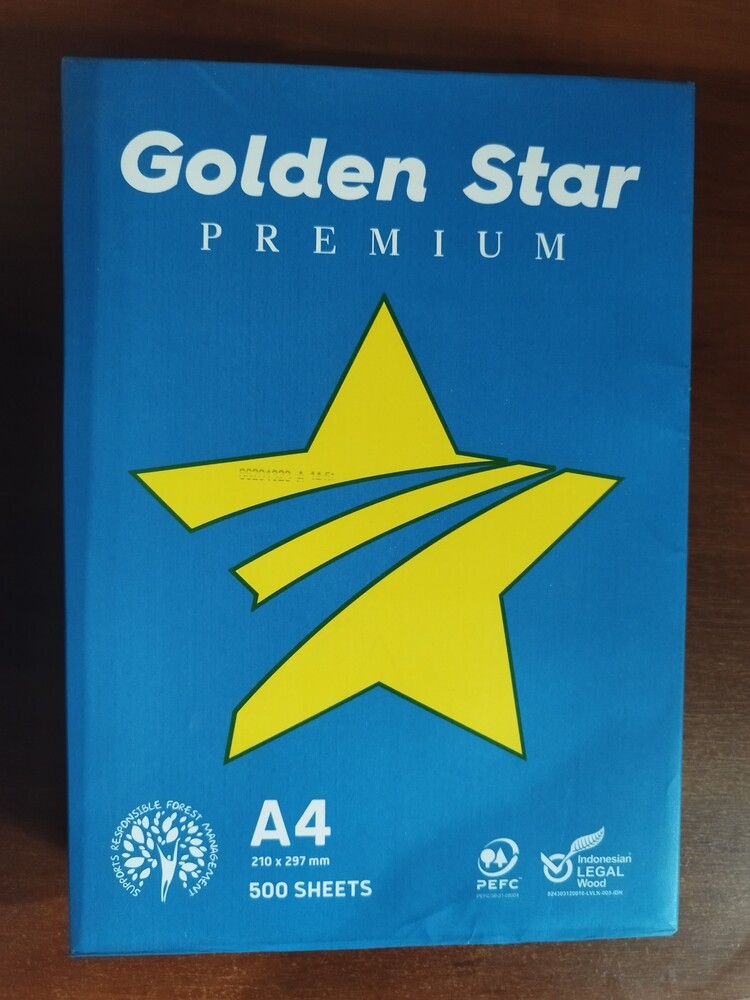 Golden Star
PREMIUM
SUPPORTS RESPONSIBLE FOREST MANAGEMENT
A4
210 x 297 mm
500 SHEETS
PEFC
Indonesian
LEGAL
Wood